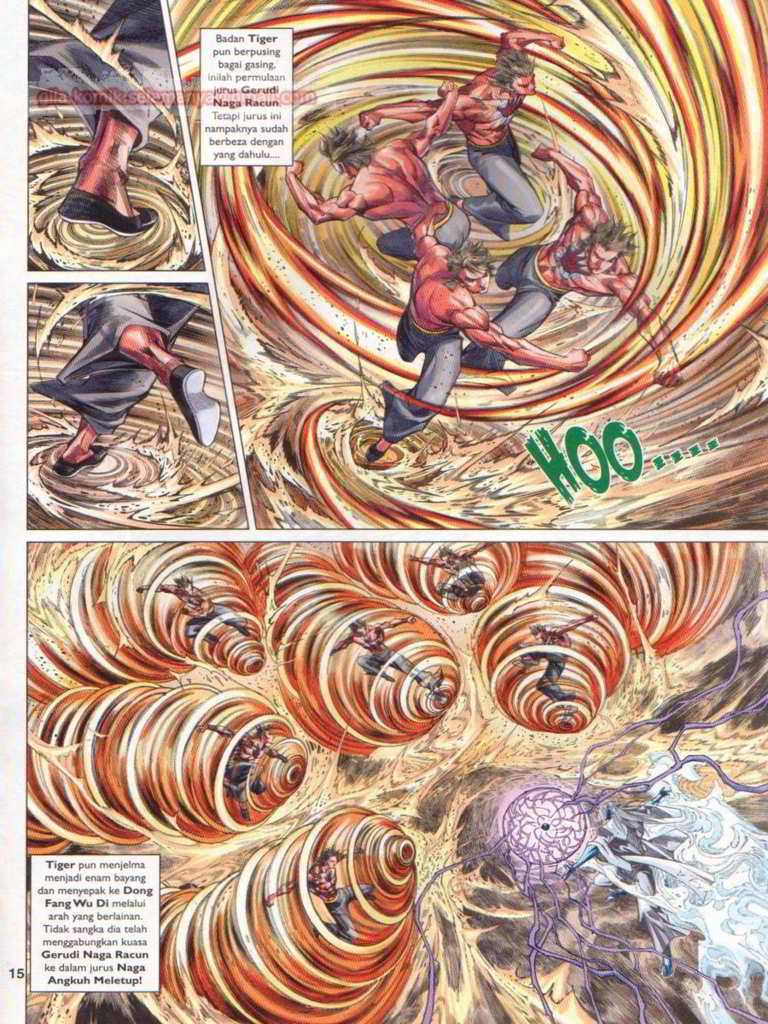 Badan Tiger
pun berpusing
bagai gasing,
inilah permulaan
jurus Gerudi
Naga Racun.
Tetapi jurus ini
nampaknya sudah
berbeza dengan
yang dahulu....
HOO....
Tiger pun menjelma
menjadi enam bayang
dan menyepak ke Dong
Fang Wu Di melalui
arah yang berlainan.
Tidak sangka dia telah
menggabungkan kuasa
Gerudi Naga Racun
ke dalam jurus Naga
Angkuh Meletup!
15